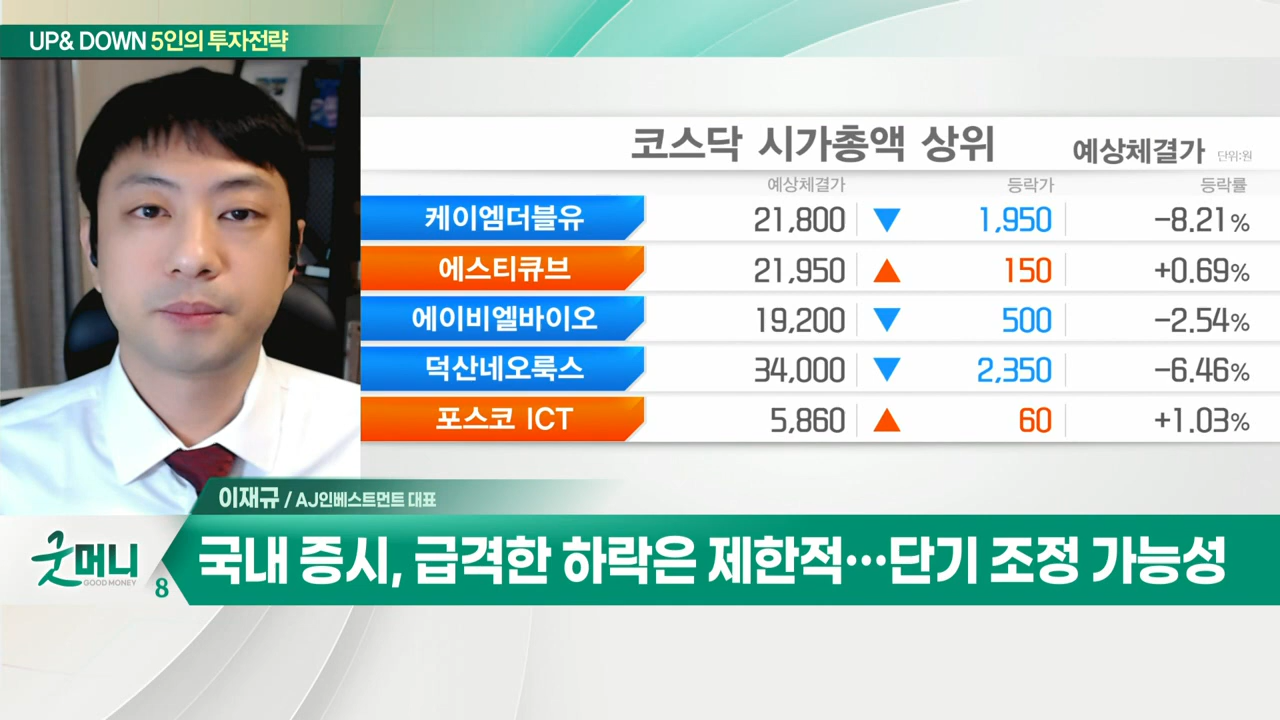 UP& DOWN 5인의 투자전략
코스닥 시가총액 상위 예상체결가 단위:원
예상체결가 등락가 등락률
케이엠더블유 21,800 ▼ 1,950 -8.21%
에스티큐브 21,950 ▲ 150 +0.69%
에이비엘바이오 19,200 ▼ 500 -2.54%
덕산네오룩스 34,000 ▼ 2,350 -6.46%
포스코 ICT 5,860 ▲ 60 +1.03%
이재규 / AJ인베스트먼트 대표
굿머니
GOOD MONEY
8
국내 증시, 급격한 하락은 제한적…단기 조정 가능성